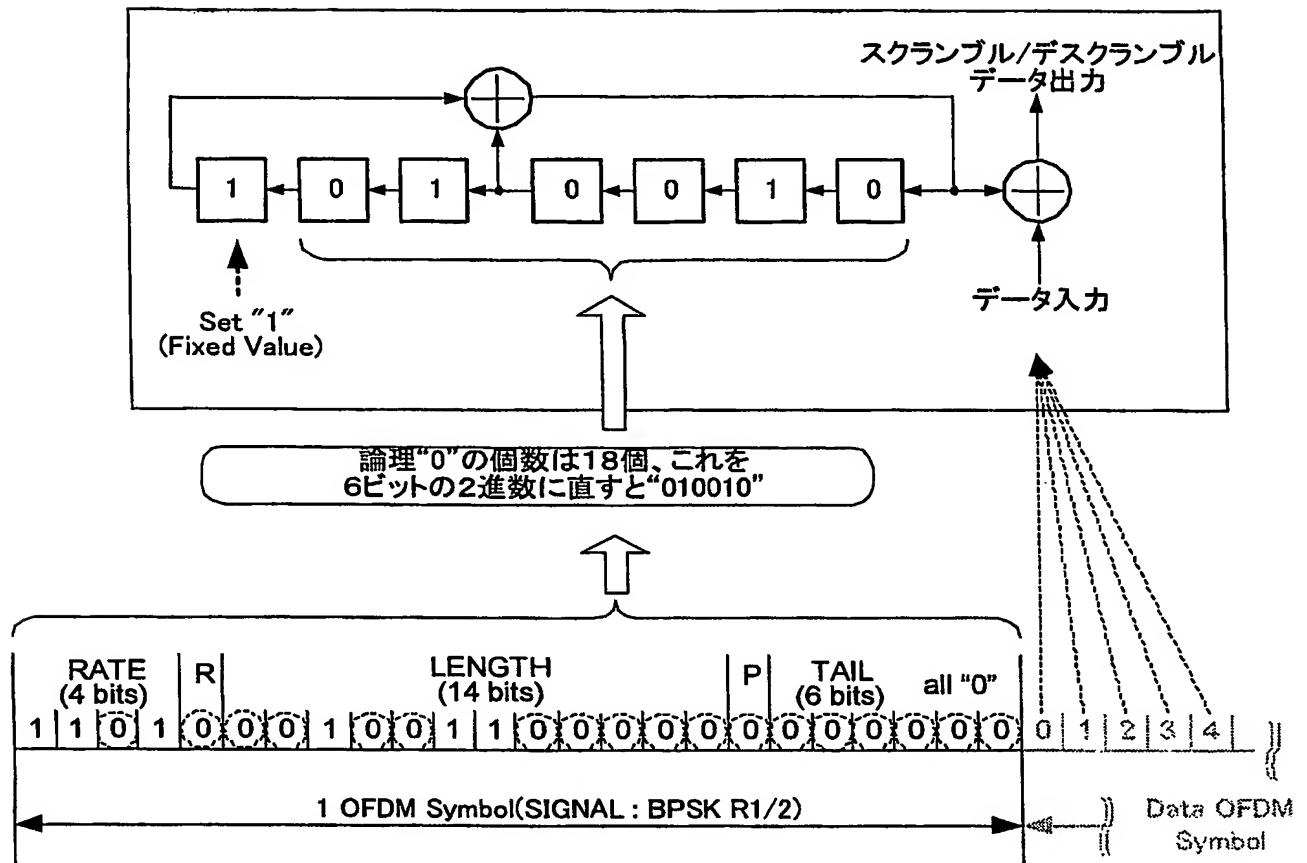 スクランブル/デスクランブル
データ出力
1 0 1 0 0 1 0
Set "1"
(Fixed Value)
データ入力
論理“0”の個数は18個、これを
6ビットの2進数に直すと“010010”
RATE
(4 bits)
R
LENGTH
(14 bits)
P
TAIL
(6 bits)
all "0"
1 1 0 1 0 0 0 1 0 0 1 1 0 0 0 0 0 0 0 0 0 0 0 0 0 1 2 3 4
1 OFDM Symbol(SIGNAL : BPSK R1/2)
Data OFDM
Symbol